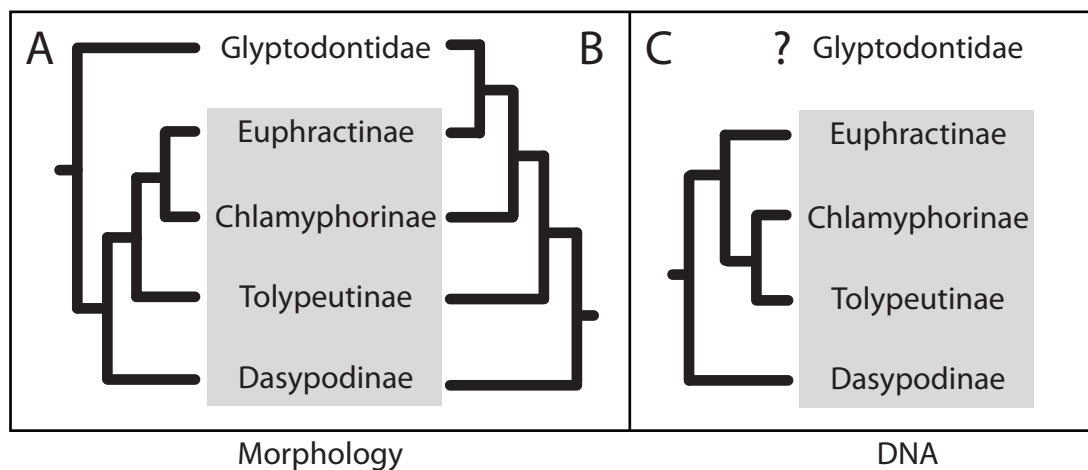 A Glyptodontidae B
Euphractinae
Chlamyphorinae
Tolypeutinae
Dasypodinae
Morphology
C ? Glyptodontidae
Euphractinae
Chlamyphorinae
Tolypeutinae
Dasypodinae
DNA